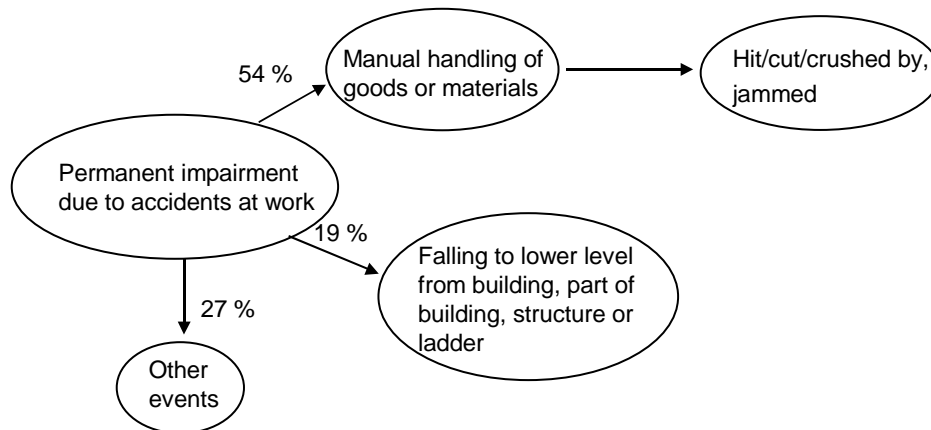 54 %
Manual handling of
goods or materials
Hit/cut/crushed by,
jammed
Permanent impairment
due to accidents at work
19 %
Falling to lower level
from building, part of
building, structure or
ladder
27 %
Other
events